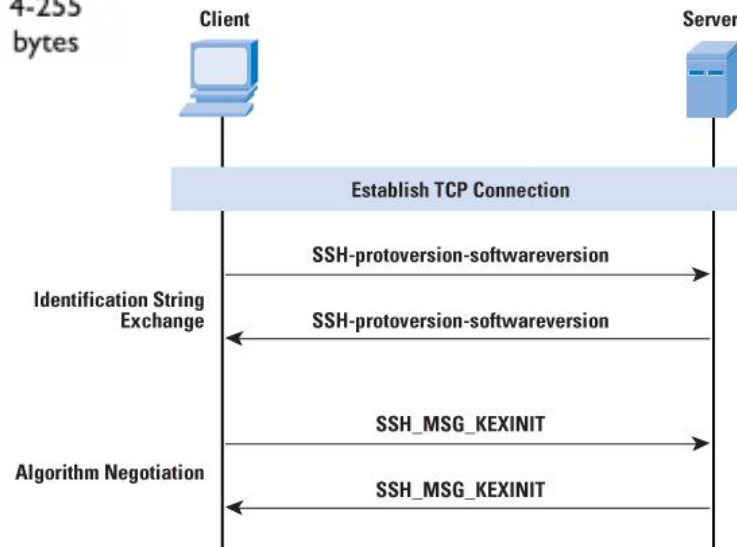 4-255
bytes
Client
Server
Establish TCP Connection
SSH-protoversion-softwareversion
Identification String
Exchange
SSH-protoversion-softwareversion
SSH_MSG_KEXINIT
Algorithm Negotiation
SSH_MSG_KEXINIT